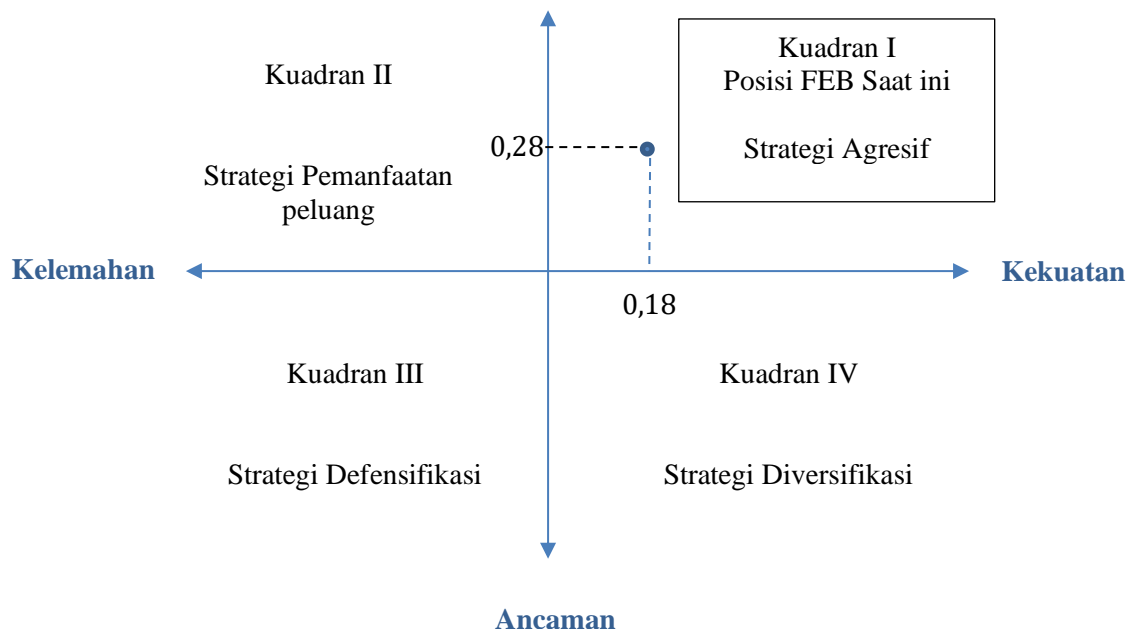 Kuadran I
Posisi FEB Saat ini
Kuadran II
0,28
Strategi Agresif
Strategi Pemanfaatan
peluang
Kelemahan
Kekuatan
0,18
Kuadran III
Kuadran IV
Strategi Defensifikasi
Strategi Diversifikasi
Ancaman